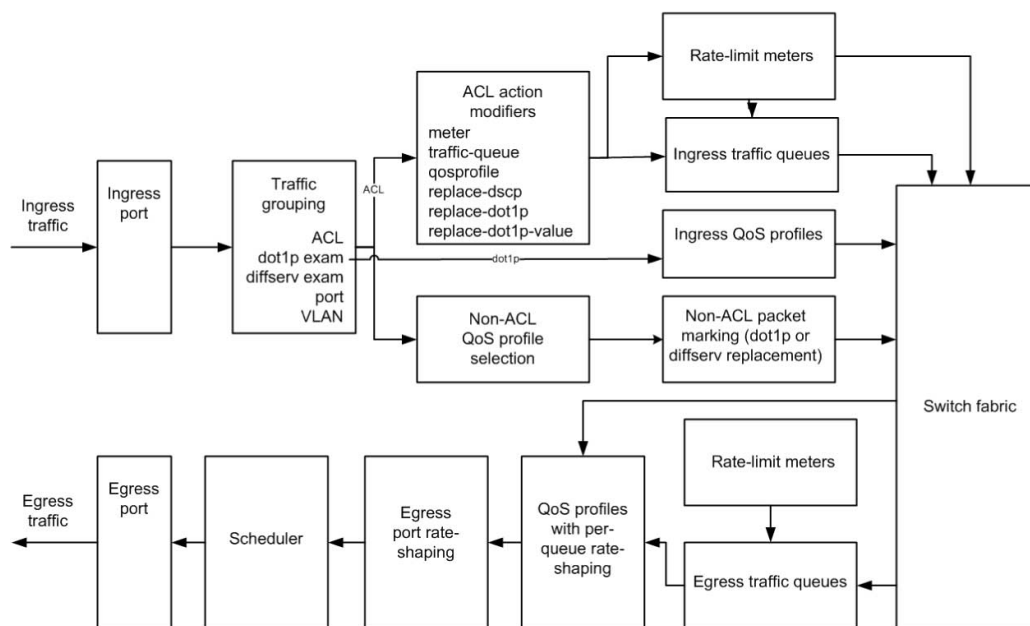 Ingress
traffic
Ingress
port
Traffic
grouping
ACL
dot1p exam
diffserv exam
port
VLAN
ACL
dot1p
ACL action
modifiers
meter
traffic-queue
qosprofile
replace-dscp
replace-dot1p
replace-dot1p-value
Rate-limit meters
Ingress traffic queues
Ingress QoS profiles
Non-ACL
QoS profile
selection
Non-ACL packet
marking (dot1p or
diffserv replacement)
Switch fabric
Rate-limit meters
Egress traffic queues
QoS profiles
with per-
queue rate-
shaping
Egress
port rate-
shaping
Scheduler
Egress
port
Egress
traffic